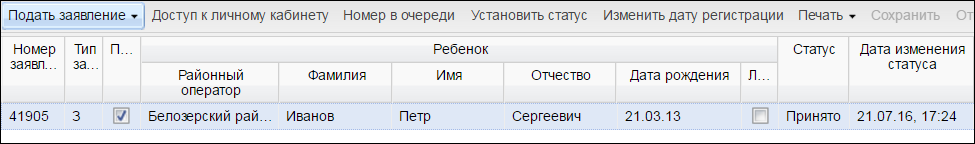 Подать заявление Доступ к личному кабинету Номер в очереди Установить статус Изменить дату регистрации Печать Сохранить От
Номер заявл... Тип за... П... Ребенок Статус Дата изменения статуса
Районный оператор Фамилия Имя Отчество Дата рождения Л...
41905 З Белозерский рай... Иванов Петр Сергеевич 21.03.13 Принято 21.07.16, 17:24